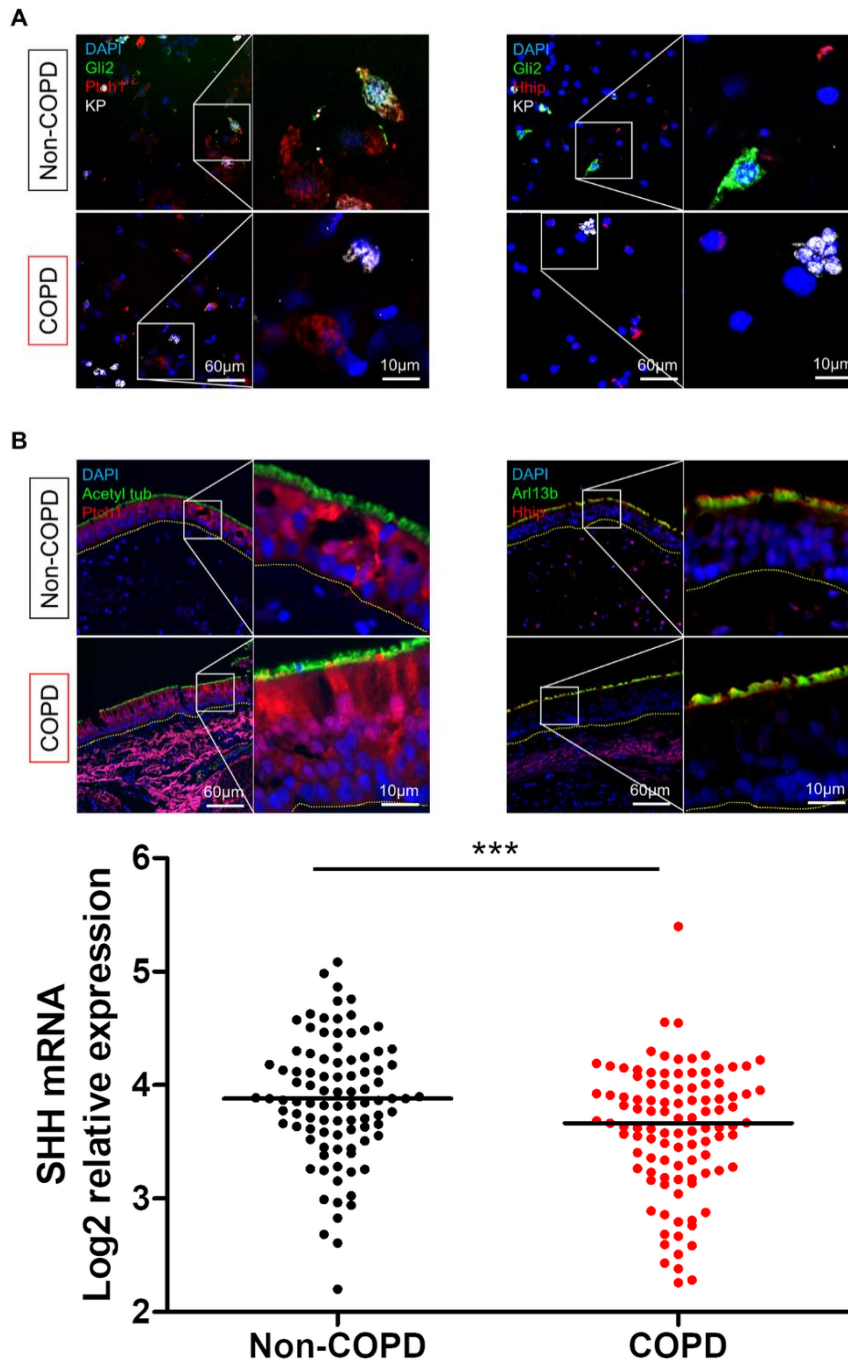 A
Non-COPD
DAPI
Gli2
Ptch1
KP
DAPI
Gli2
Hhip
KP
COPD
60µm
10µm
60µm
10µm
B
Non-COPD
DAPI
Acetyl tub
Ptch1
DAPI
Arl13b
Hhip
COPD
60µm
10µm
60µm
10µm
SHH mRNA
Log2 relative expression
6
5
4
3
2
***
Non-COPD
COPD